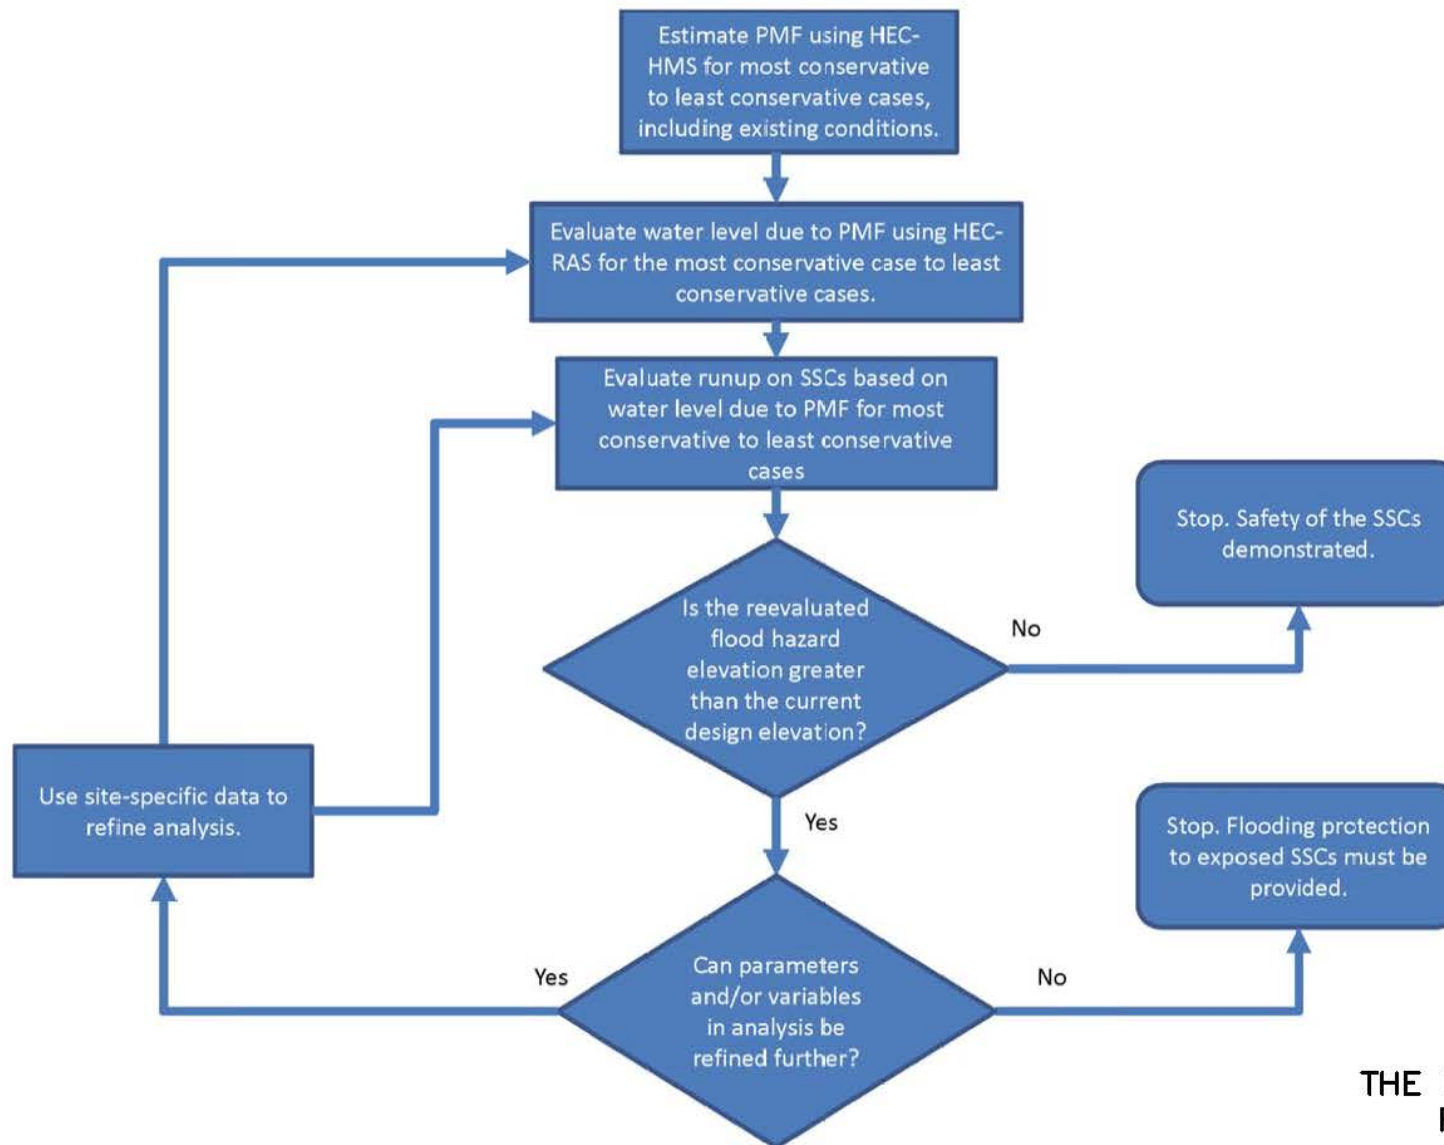 Estimate PMF using HEC-
HMS for most conservative
to least conservative cases,
including existing conditions.
Evaluate water level due to PMF using HEC-
RAS for the most conservative case to least
conservative cases.
Evaluate runup on SSCs based on
water level due to PMF for most
conservative to least conservative
cases
Stop. Safety of the SSCs
demonstrated.
Is the reevaluated
flood hazard
elevation greater
than the current
design elevation?
No
Use site-specific data to
refine analysis.
Yes
Stop. Flooding protection
to exposed SSCs must be
provided.
Can parameters
and/or variables
in analysis be
refined further?
Yes
No
THE